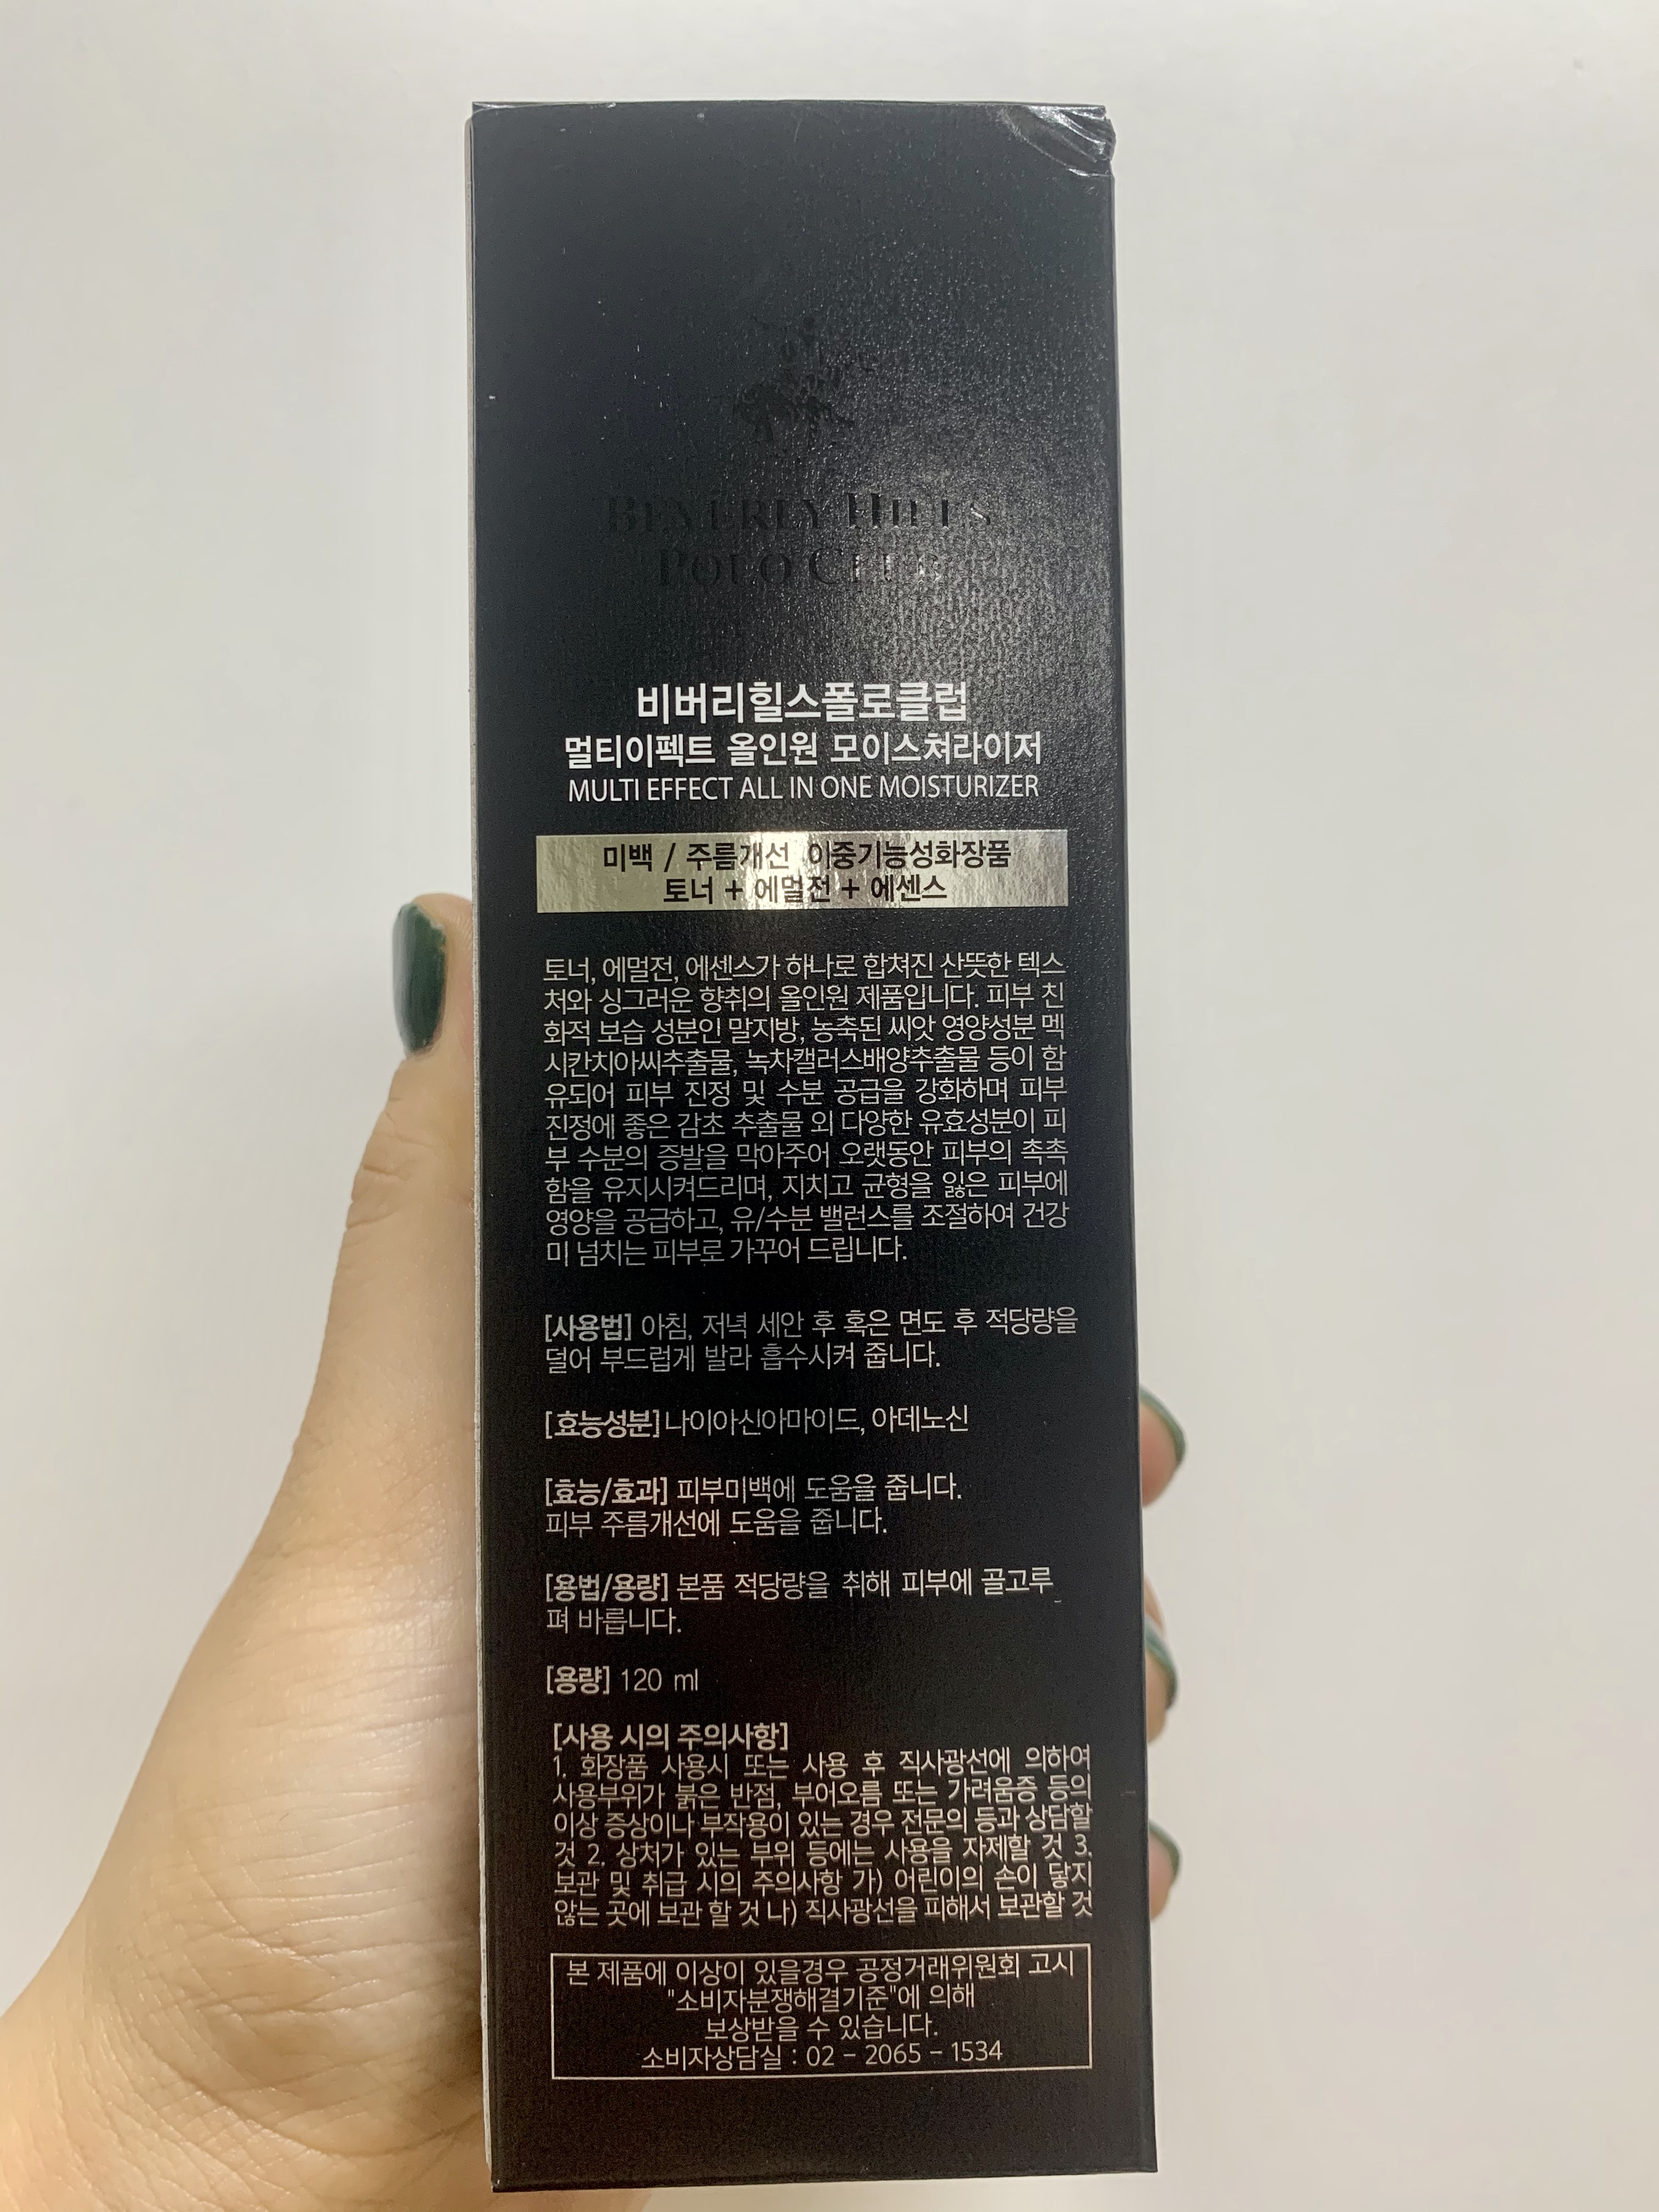 BEVERLY HILLS
POLO CLUB
비버리힐스폴로클럽
멀티이펙트 올인원 모이스쳐라이저
MULTI EFFECT ALL IN ONE MOISTURIZER
미백 / 주름개선 이중기능성화장품
토너 + 에멀전 + 에센스
토너, 에멀전, 에센스가 하나로 합쳐진 산뜻한 텍스
처와 싱그러운 향취의 올인원 제품입니다. 피부 친
화적 보습 성분인 말지방, 농축된 씨앗 영양성분 멕
시칸치아씨추출물, 녹차캘러스배양추출물 등이 함
유되어 피부 진정 및 수분 공급을 강화하며 피부
진정에 좋은 감초 추출물 외 다양한 유효성분이 피
부 수분의 증발을 막아주어 오랫동안 피부의 촉촉
함을 유지시켜드리며, 지치고 균형을 잃은 피부에
영양을 공급하고, 유/수분 밸런스를 조절하여 건강
미 넘치는 피부로 가꾸어 드립니다.
[사용법] 아침, 저녁 세안 후 혹은 면도 후 적당량을
덜어 부드럽게 발라 흡수시켜 줍니다.
[효능성분] 나이아신아마이드, 아데노신
[효능/효과] 피부미백에 도움을 줍니다.
피부 주름개선에 도움을 줍니다.
[용법/용량] 본품 적당량을 취해 피부에 골고루
펴 바릅니다.
[용량] 120 ml
[사용 시의 주의사항]
1. 화장품 사용시 또는 사용 후 직사광선에 의하여
사용부위가 붉은 반점, 부어오름 또는 가려움증 등의
이상 증상이나 부작용이 있는 경우 전문의 등과 상담할
것 2. 상처가 있는 부위 등에는 사용을 자제할 것 3.
보관 및 취급 시의 주의사항 가) 어린이의 손이 닿지
않는 곳에 보관 할 것 나) 직사광선을 피해서 보관할 것
본 제품에 이상이 있을경우 공정거래위원회 고시
"소비자분쟁해결기준"에 의해
보상받을 수 있습니다.
소비자상담실 : 02 - 2065 - 1534